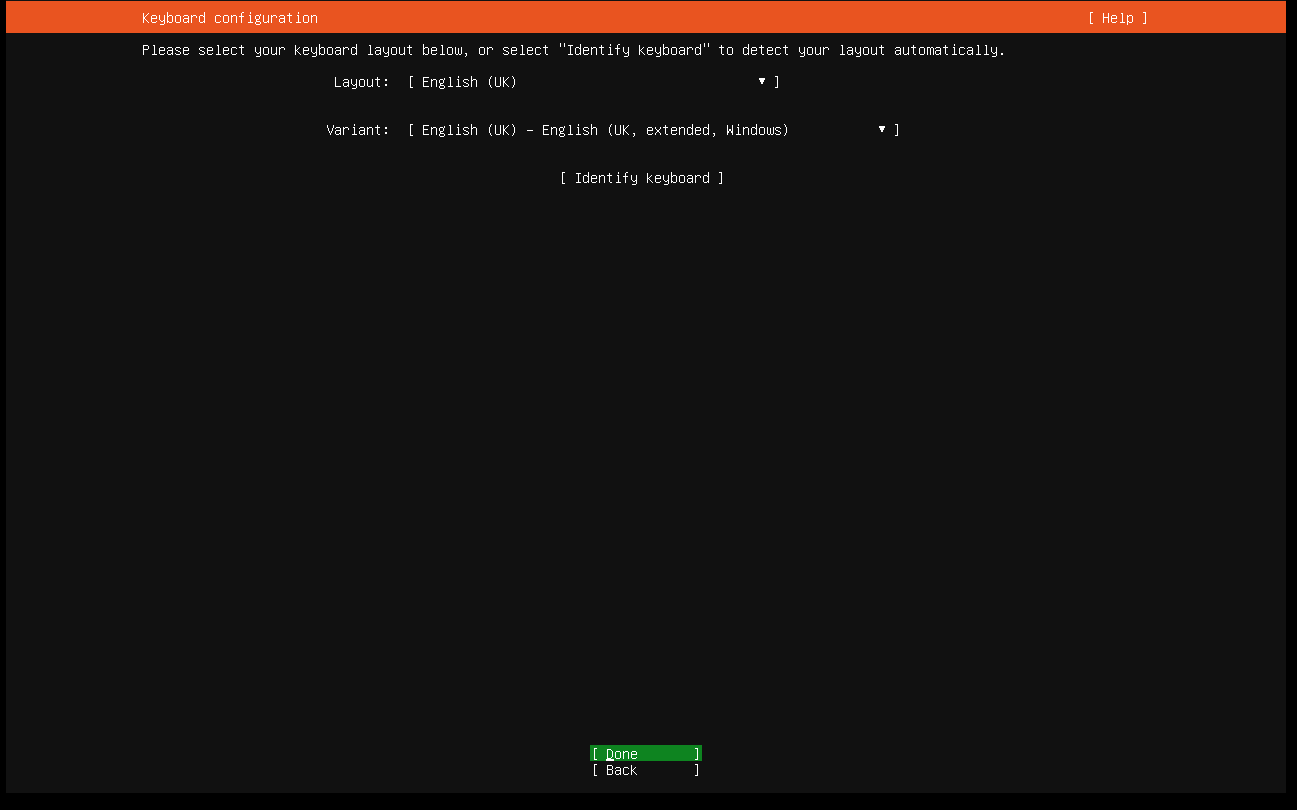 Keyboard configuration [ Help ]
Please select your keyboard layout below, or select "Identify keyboard" to detect your layout automatically.
Layout: [ English (UK) ▼ ]
Variant: [ English (UK) – English (UK, extended, Windows) ▼ ]
[ Identify keyboard ]
[ Done ]
[ Back ]